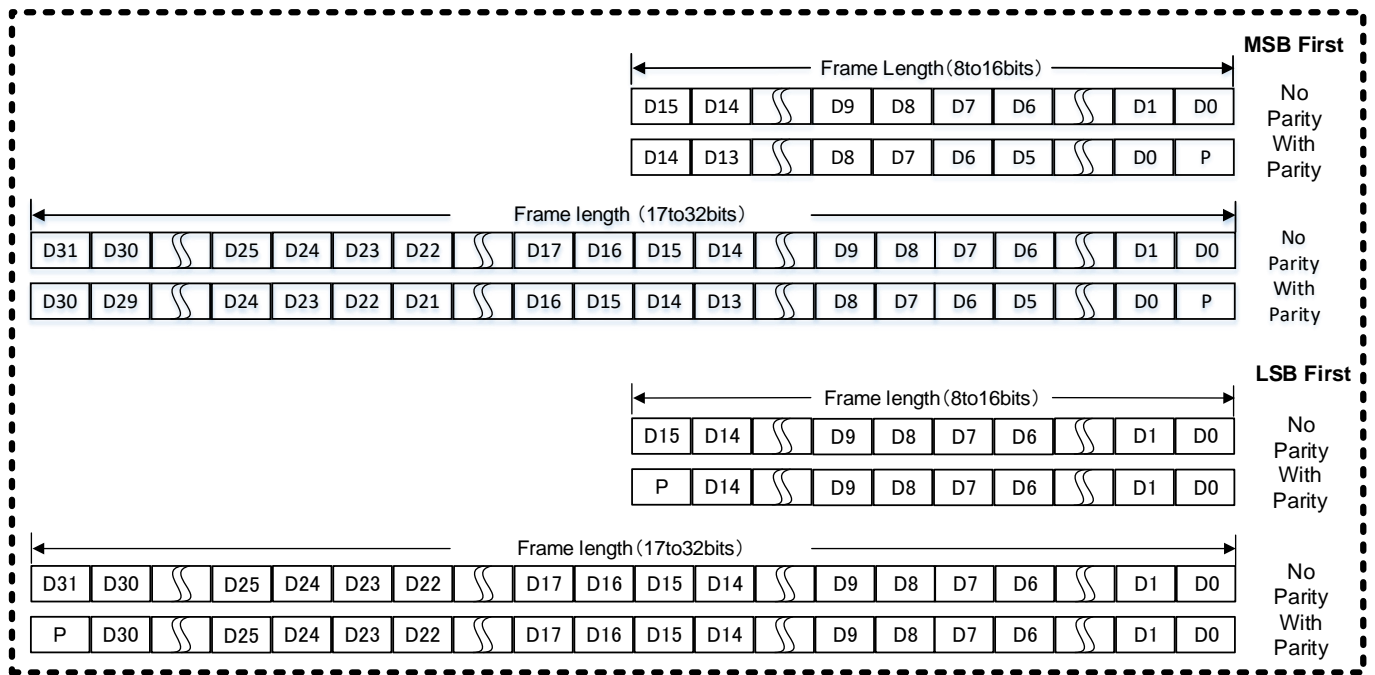 MSB First
Frame Length(8to16bits)
D15 D14 D9 D8 D7 D6 D1 D0
No
Parity
D14 D13 D8 D7 D6 D5 D0 P
With
Parity
Frame length (17to32bits)
D31 D30 D25 D24 D23 D22 D17 D16 D15 D14 D9 D8 D7 D6 D1 D0
No
Parity
D30 D29 D24 D23 D22 D21 D16 D15 D14 D13 D8 D7 D6 D5 D0 P
With
Parity
LSB First
Frame length(8to16bits)
D15 D14 D9 D8 D7 D6 D1 D0
No
Parity
P D14 D9 D8 D7 D6 D1 D0
With
Parity
Frame length(17to32bits)
D31 D30 D25 D24 D23 D22 D17 D16 D15 D14 D9 D8 D7 D6 D1 D0
No
Parity
P D30 D25 D24 D23 D22 D17 D16 D15 D14 D9 D8 D7 D6 D1 D0
With
Parity